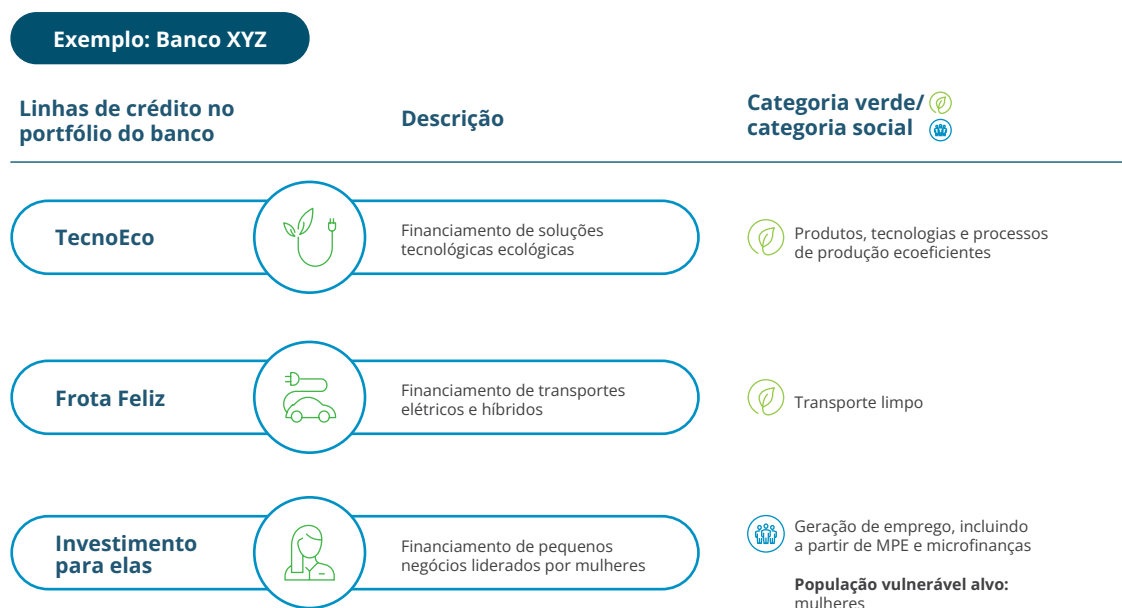 Exemplo: Banco XYZ
Linhas de crédito no
portfólio do banco
Descrição
Categoria verde/
categoria social
TecnoEco
Financiamento de soluções
tecnológicas ecológicas
Produtos, tecnologias e processos
de produção ecoeficientes
Frota Feliz
Financiamento de transportes
elétricos e híbridos
Transporte limpo
Investimento
para elas
Financiamento de pequenos
negócios liderados por mulheres
Geração de emprego, incluindo
a partir de MPE e microfinanças
População vulnerável alvo:
mulheres